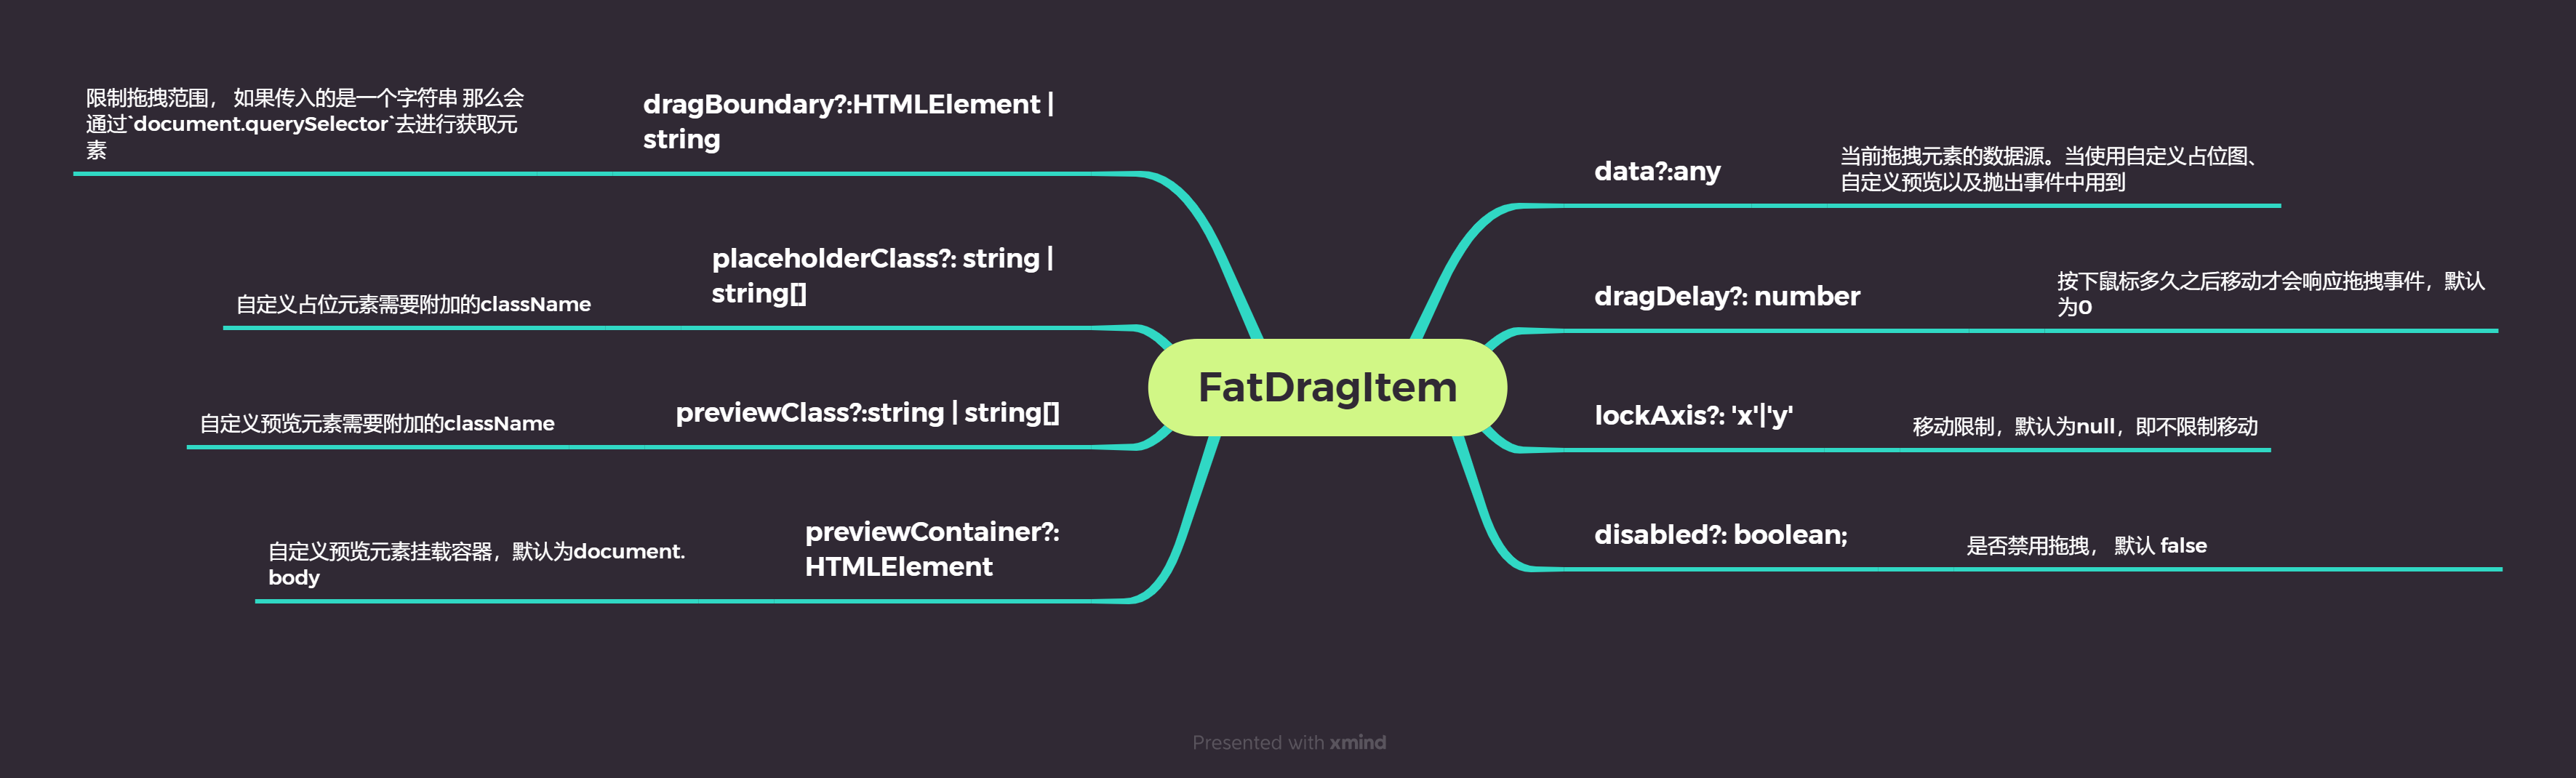 FatDragItem
data?:any
当前拖拽元素的数据源。当使用自定义占位图、
自定义预览以及抛出事件中用到
dragDelay?: number
按下鼠标多久之后移动才会响应拖拽事件，默认
为0
lockAxis?: 'x'|'y'
移动限制，默认为null，即不限制移动
disabled?: boolean;
是否禁用拖拽， 默认 false
dragBoundary?:HTMLElement |
string
限制拖拽范围， 如果传入的是一个字符串 那么会
通过`document.querySelector`去进行获取元
素
placeholderClass?: string |
string[]
自定义占位元素需要附加的className
previewClass?:string | string[]
自定义预览元素需要附加的className
previewContainer?:
HTMLElement
自定义预览元素挂载容器，默认为document.
body
Presented with xmind